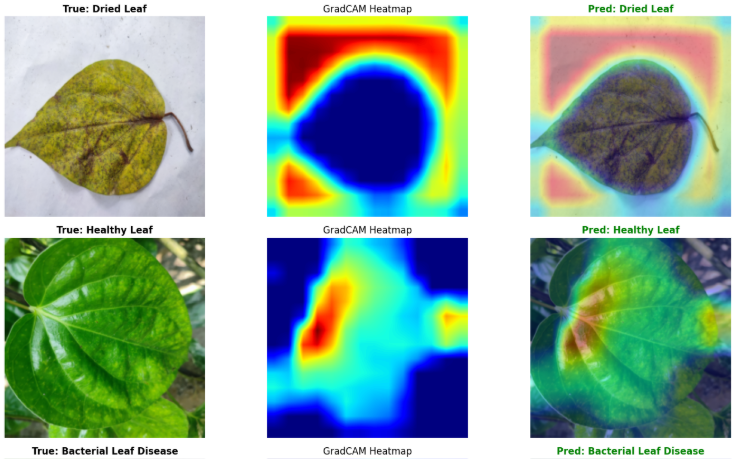 True: Dried Leaf GradCAM Heatmap Pred: Dried Leaf
True: Healthy Leaf GradCAM Heatmap Pred: Healthy Leaf
True: Bacterial Leaf Disease GradCAM Heatmap Pred: Bacterial Leaf Disease